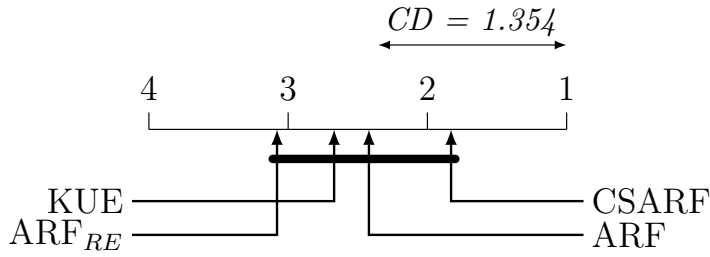 CD = 1.354
4 3 2 1
KUE CSARF
ARF_RE ARF